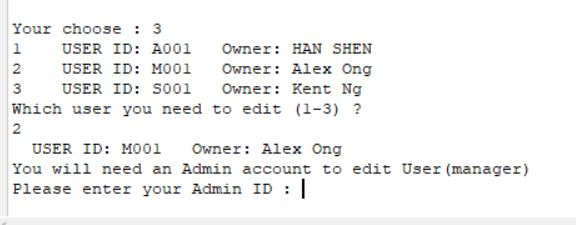 Your choose : 3
1 USER ID: A001 Owner: HAN SHEN
2 USER ID: M001 Owner: Alex Ong
3 USER ID: S001 Owner: Kent Ng
Which user you need to edit (1-3) ?
2
USER ID: M001 Owner: Alex Ong
You will need an Admin account to edit User(manager)
Please enter your Admin ID :